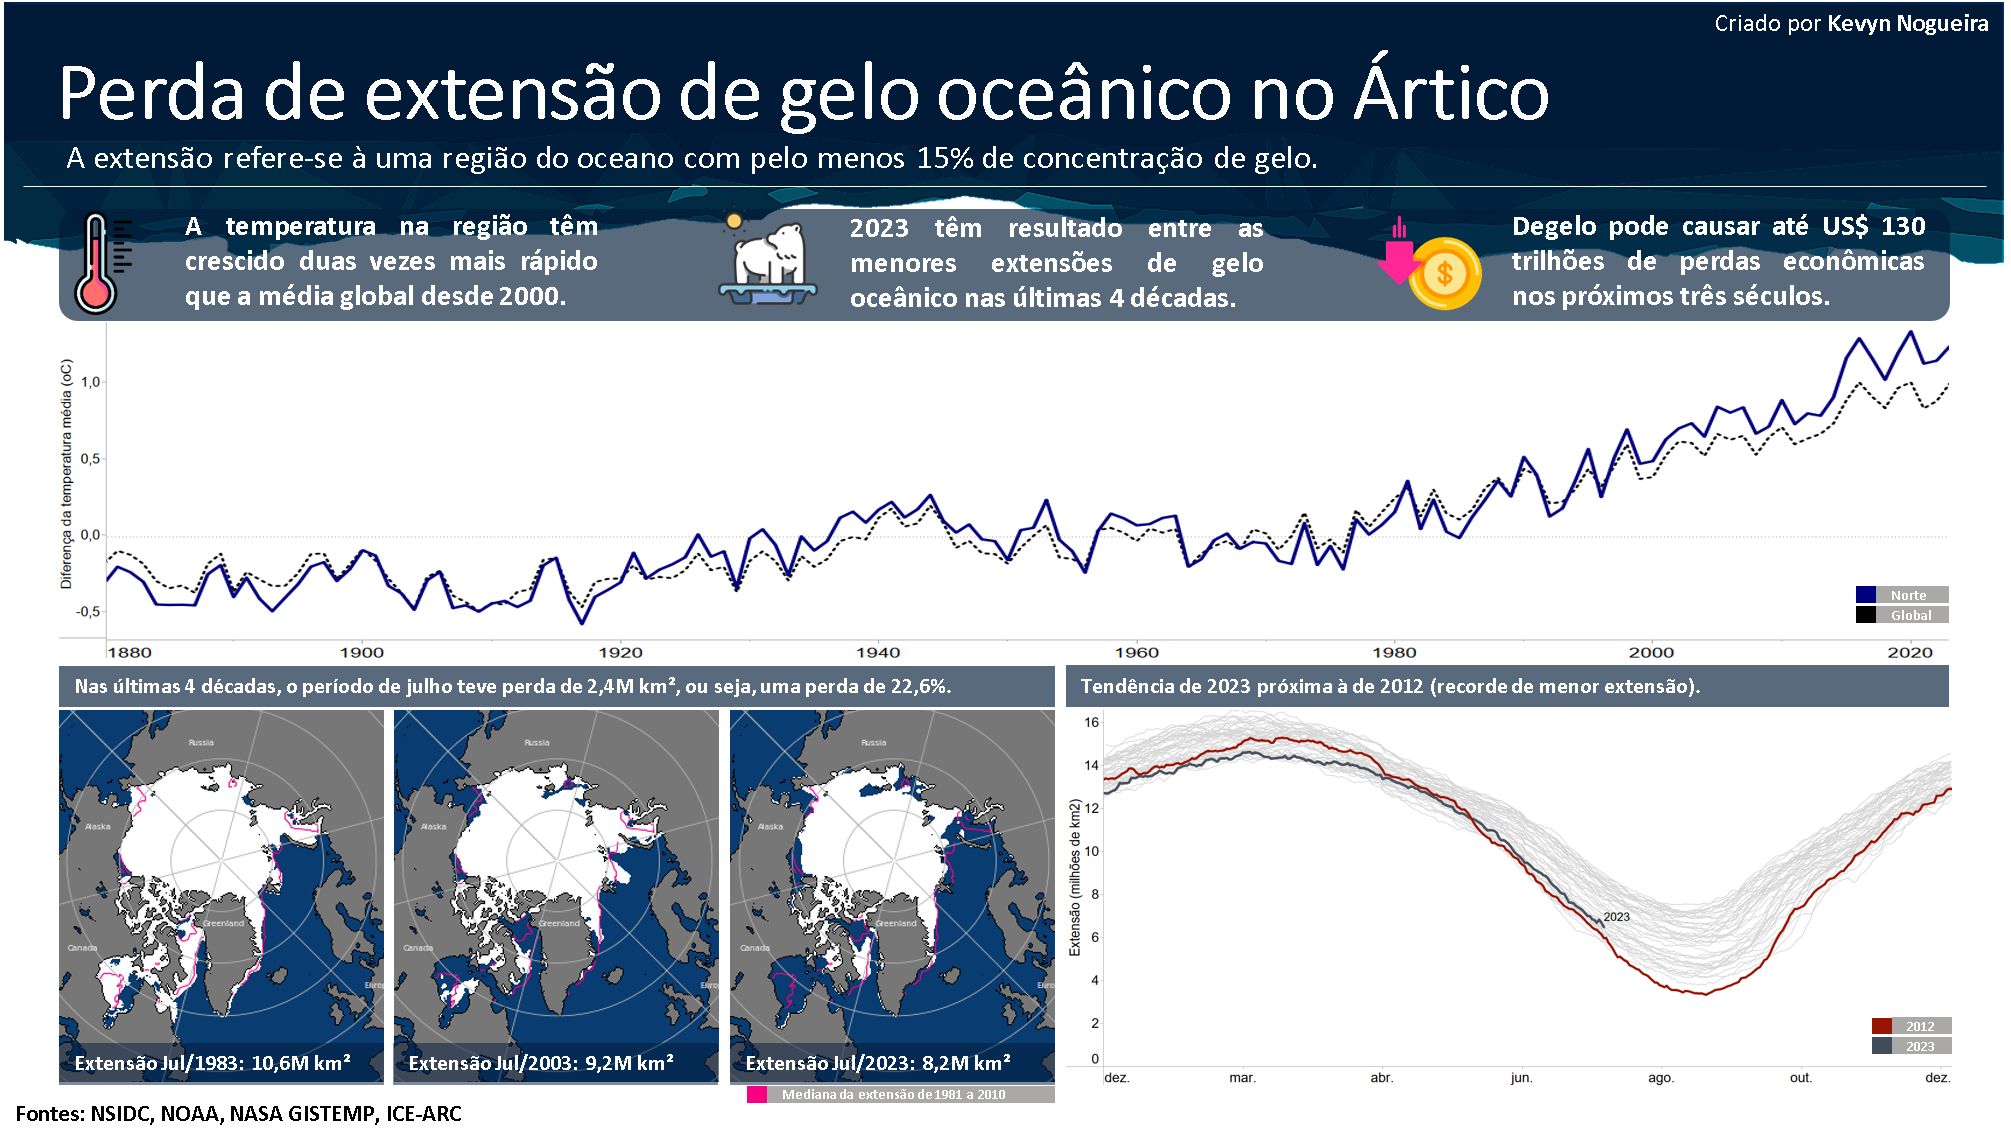 Criado por Kevyn Nogueira
Perda de extensão de gelo oceânico no Ártico
A extensão refere-se à uma região do oceano com pelo menos 15% de concentração de gelo.
A temperatura na região têm
crescido duas vezes mais rápido
que a média global desde 2000.
2023 têm resultado entre as
menores extensões de gelo
oceânico nas últimas 4 décadas.
Degelo pode causar até US$ 130
trilhões de perdas econômicas
nos próximos três séculos.
$
Diferença da temperatura média (oC)
1,0
0,5
0,0
-0,5
Norte
Global
1880 1900 1920 1940 1960 1980 2000 2020
Nas últimas 4 décadas, o período de julho teve perda de 2,4M km², ou seja, uma perda de 22,6%.
Russia
Alaska
Greenland
Canada
Europ
Extensão Jul/1983: 10,6M km²
Russia
Alaska
Greenland
Canada
Euro
Extensão Jul/2003: 9,2M km²
Russia
Alaska
Greenland
Canada
Euro
Extensão Jul/2023: 8,2M km²
Mediana da extensão de 1981 a 2010
Tendência de 2023 próxima à de 2012 (recorde de menor extensão).
Extensão (milhões de km2)
16
14
12
10
8
6
4
2
0
2023
2012
2023
dez. mar. abr. jun. ago. out. dez.
Fontes: NSIDC, NOAA, NASA GISTEMP, ICE-ARC